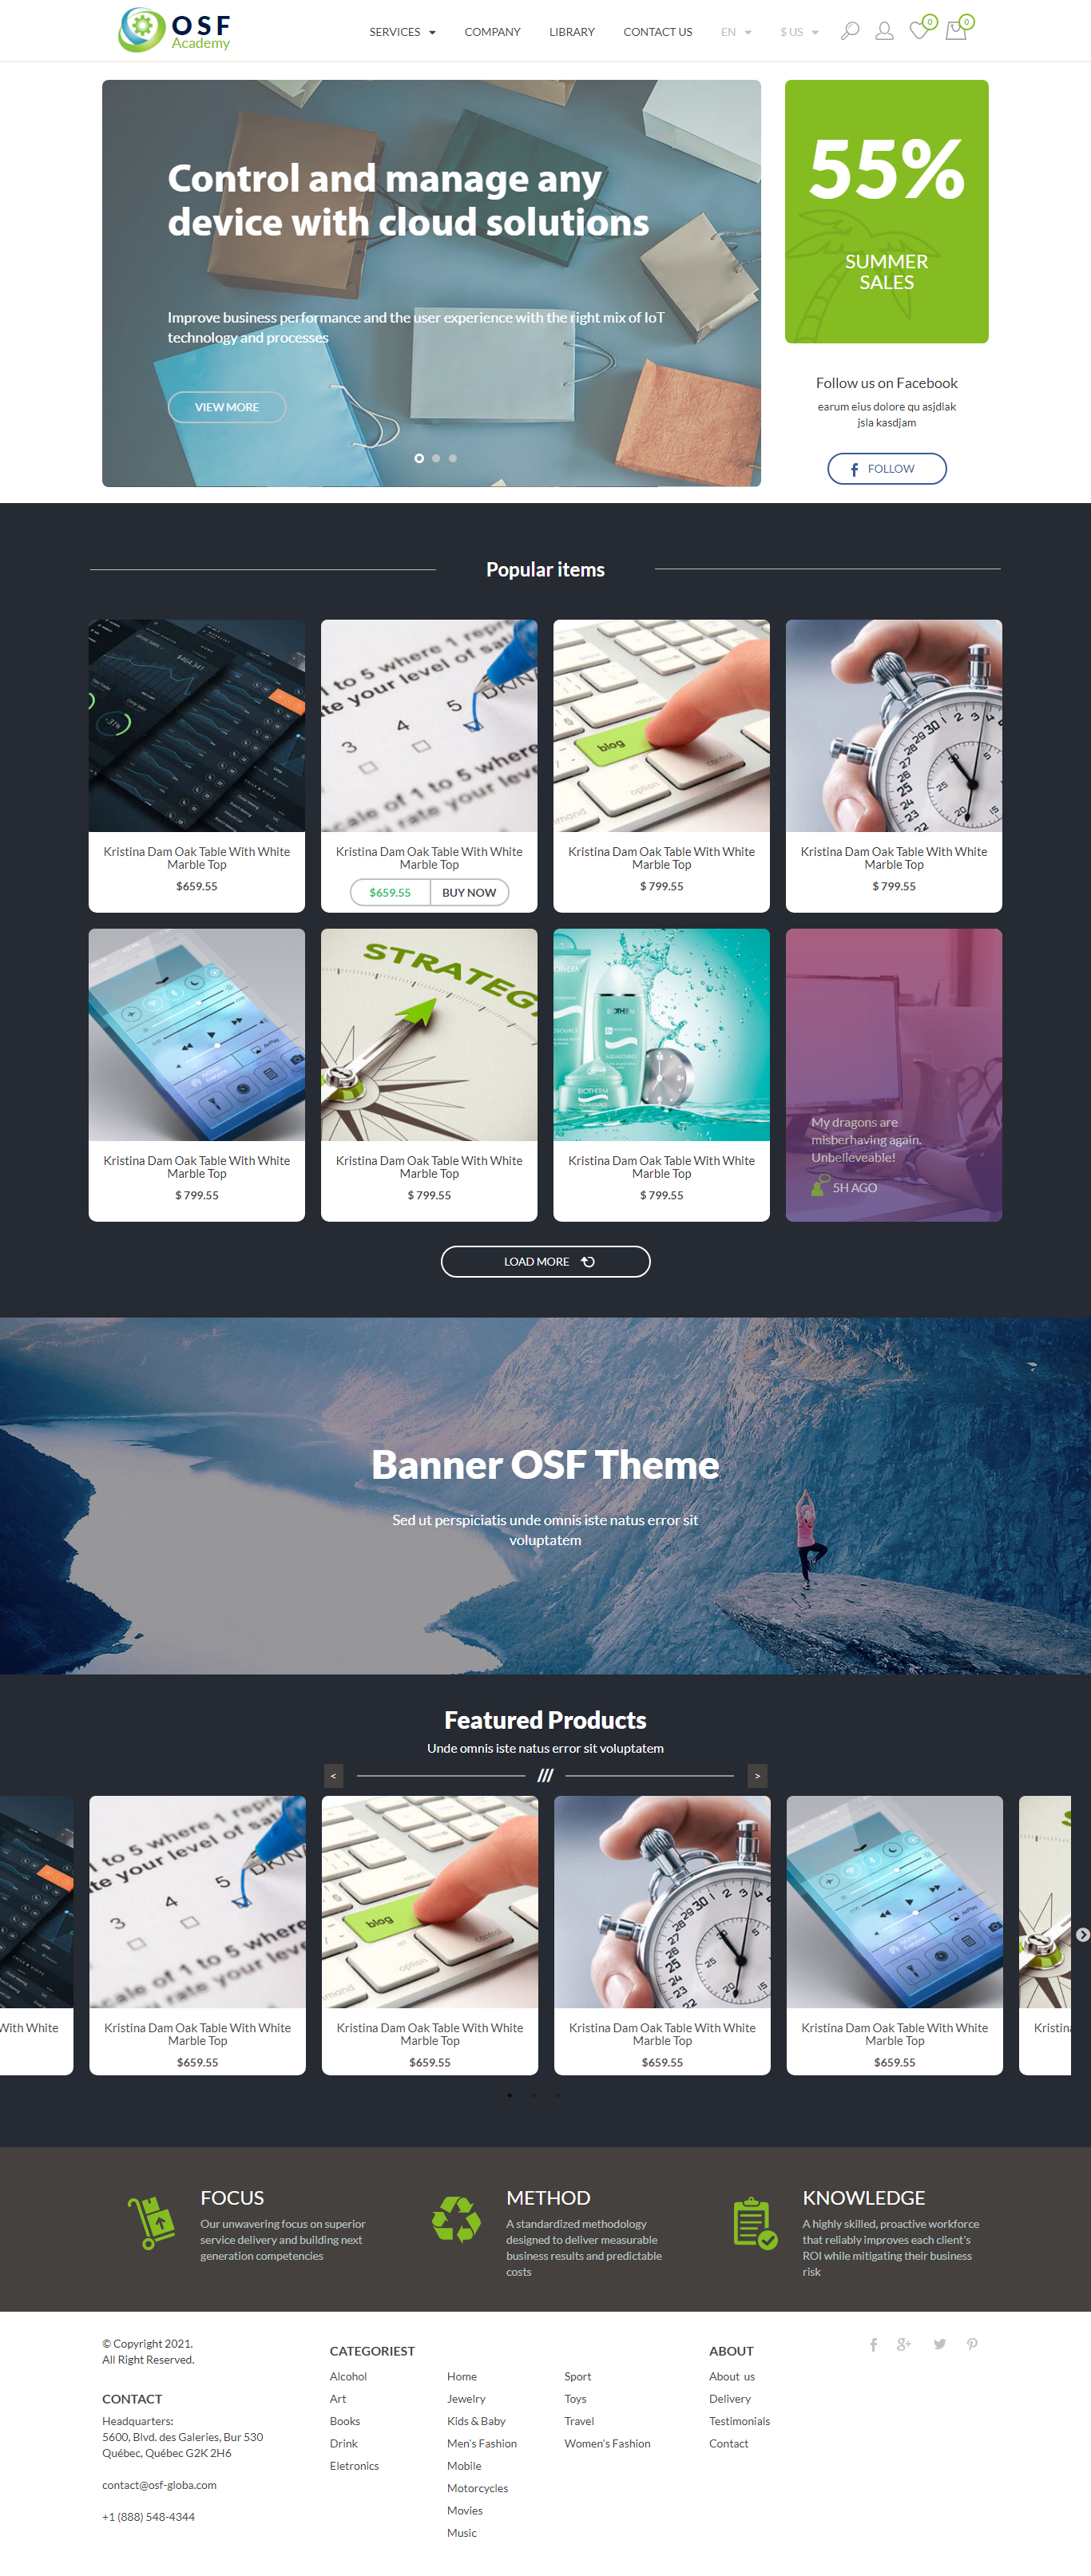 OSF
Academy
SERVICES
COMPANY
LIBRARY
CONTACT US
EN
$ US
0
0
Control and manage any
device with cloud solutions
Improve business performance and the user experience with the right mix of IoT
technology and processes
VIEW MORE
55%
SUMMER
SALES
Follow us on Facebook
earum eius dolore qu asjdlak
jsla kasdjam
FOLLOW
Popular items
Kristina Dam Oak Table With White
Marble Top
$659.55
Kristina Dam Oak Table With White
Marble Top
$659.55
BUY NOW
blog
control
option
Kristina Dam Oak Table With White
Marble Top
$ 799.55
Kristina Dam Oak Table With White
Marble Top
$ 799.55
Kristina Dam Oak Table With White
Marble Top
$ 799.55
STRATEG
Kristina Dam Oak Table With White
Marble Top
$ 799.55
BIOTHERM
AQUASOURCE
BIOTHERM
Kristina Dam Oak Table With White
Marble Top
$ 799.55
My dragons are
misberhaving again.
Unbelieveable!
5H AGO
LOAD MORE
Banner OSF Theme
Sed ut perspiciatis unde omnis iste natus error sit
voluptatem
Featured Products
Unde omnis iste natus error sit voluptatem
<
///
>
With White
Kristina Dam Oak Table With White
Marble Top
$659.55
blog
control
option
Kristina Dam Oak Table With White
Marble Top
$659.55
Kristina Dam Oak Table With White
Marble Top
$659.55
Kristina Dam Oak Table With White
Marble Top
$659.55
Kristin
FOCUS
Our unwavering focus on superior
service delivery and building next
generation competencies
METHOD
A standardized methodology
designed to deliver measurable
business results and predictable
costs
KNOWLEDGE
A highly skilled, proactive workforce
that reliably improves each client's
ROI while mitigating their business
risk
© Copyright 2021.
All Right Reserved.
CONTACT
Headquarters:
5600, Blvd. des Galeries, Bur 530
Québec, Québec G2K 2H6
contact@osf-globa.com
+1 (888) 548-4344
CATEGORIEST
Alcohol
Art
Books
Drink
Eletronics
Home
Jewelry
Kids & Baby
Men's Fashion
Mobile
Motorcycles
Movies
Music
Sport
Toys
Travel
Women's Fashion
ABOUT
About us
Delivery
Testimonials
Contact